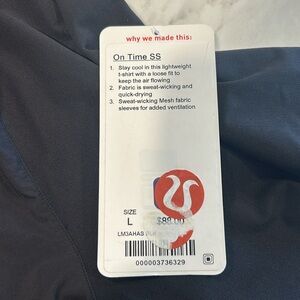 why we made this:
On Time SS
1. Stay cool in this lightweight
t-shirt with a loose fit to
keep the air flowing
2. Fabric is sweat-wicking and
quick-drying
3. Sweat-wicking Mesh fabric
sleeves for added ventilation
SIZE
L
$88.00
LM3AHAS
000003736329